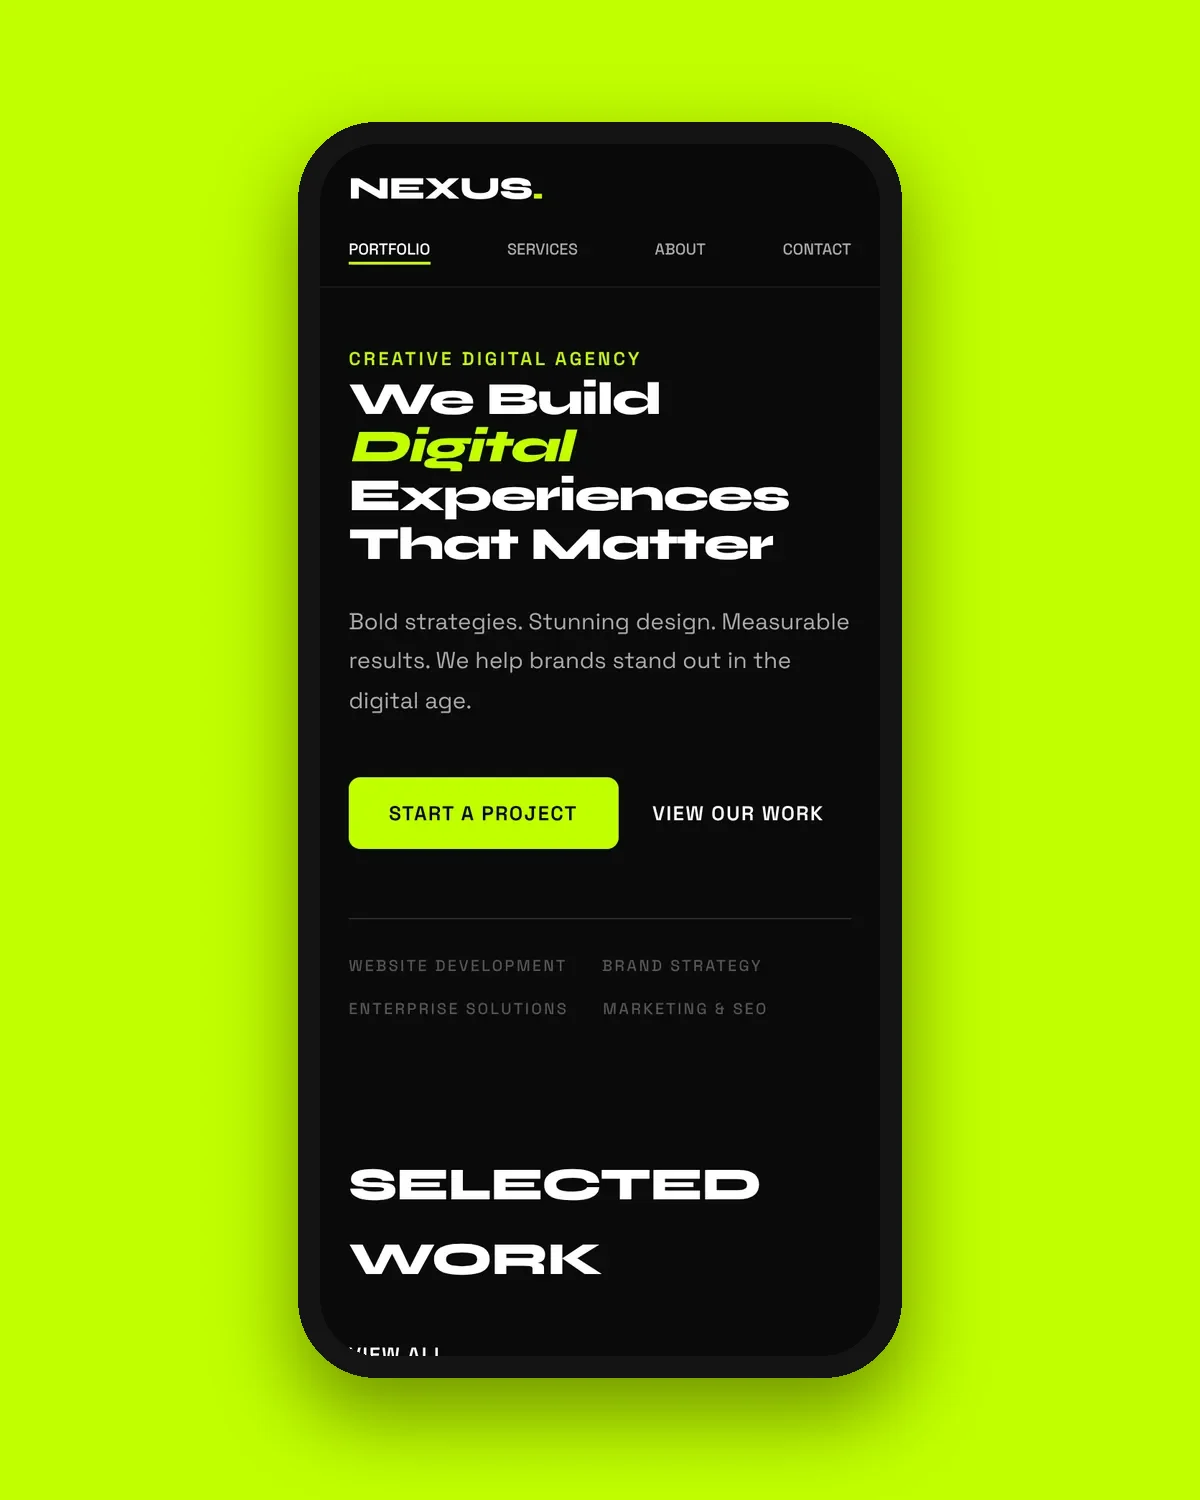 NEXUS.
PORTFOLIO SERVICES ABOUT CONTACT
CREATIVE DIGITAL AGENCY
We Build
Digital
Experiences
That Matter
Bold strategies. Stunning design. Measurable
results. We help brands stand out in the
digital age.
START A PROJECT VIEW OUR WORK
WEBSITE DEVELOPMENT BRAND STRATEGY
ENTERPRISE SOLUTIONS MARKETING & SEO
SELECTED
WORK
VIEW ALL